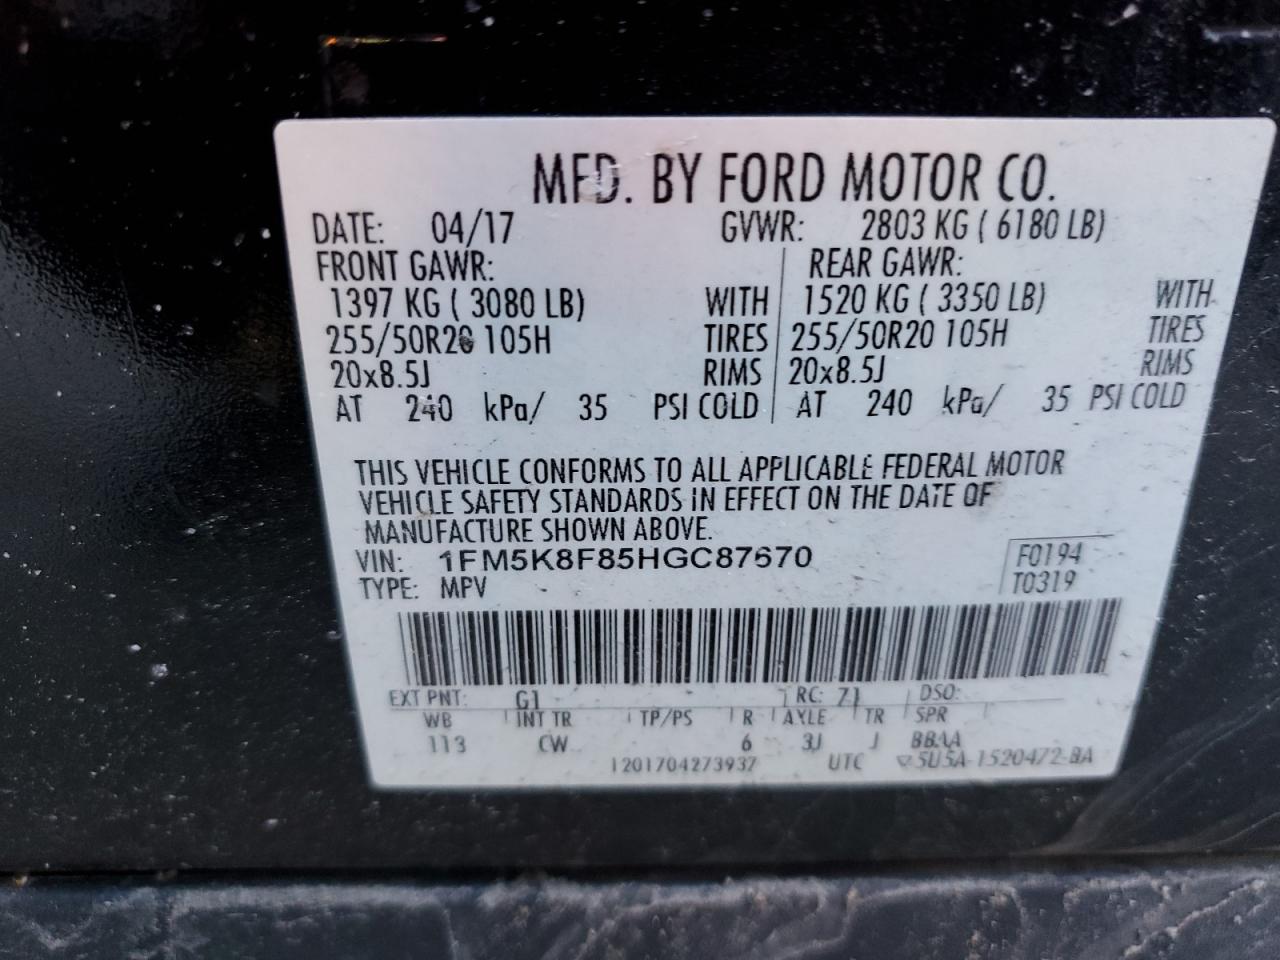 MFD. BY FORD MOTOR CO.
DATE: 04/17 GVWR: 2803 KG ( 6180 LB)
FRONT GAWR: REAR GAWR:
1397 KG ( 3080 LB) WITH 1520 KG ( 3350 LB) WITH
255/50R20 105H TIRES 255/50R20 105H TIRES
20x8.5J RIMS 20x8.5J RIMS
AT 240 kPa/ 35 PSI COLD AT 240 kPa/ 35 PSI COLD
THIS VEHICLE CONFORMS TO ALL APPLICABLE FEDERAL MOTOR
VEHICLE SAFETY STANDARDS IN EFFECT ON THE DATE OF
MANUFACTURE SHOWN ABOVE.
VIN: 1FM5K8F85HGC87670 F0194
TYPE: MPV T0319
EXT PNT: G1 RC: 71 DSO:
WB INT TR TP/PS R AXLE TR SPR
113 CW 6 3J J BBAA
1201704273937 UTC 5U5A-1520472-BA